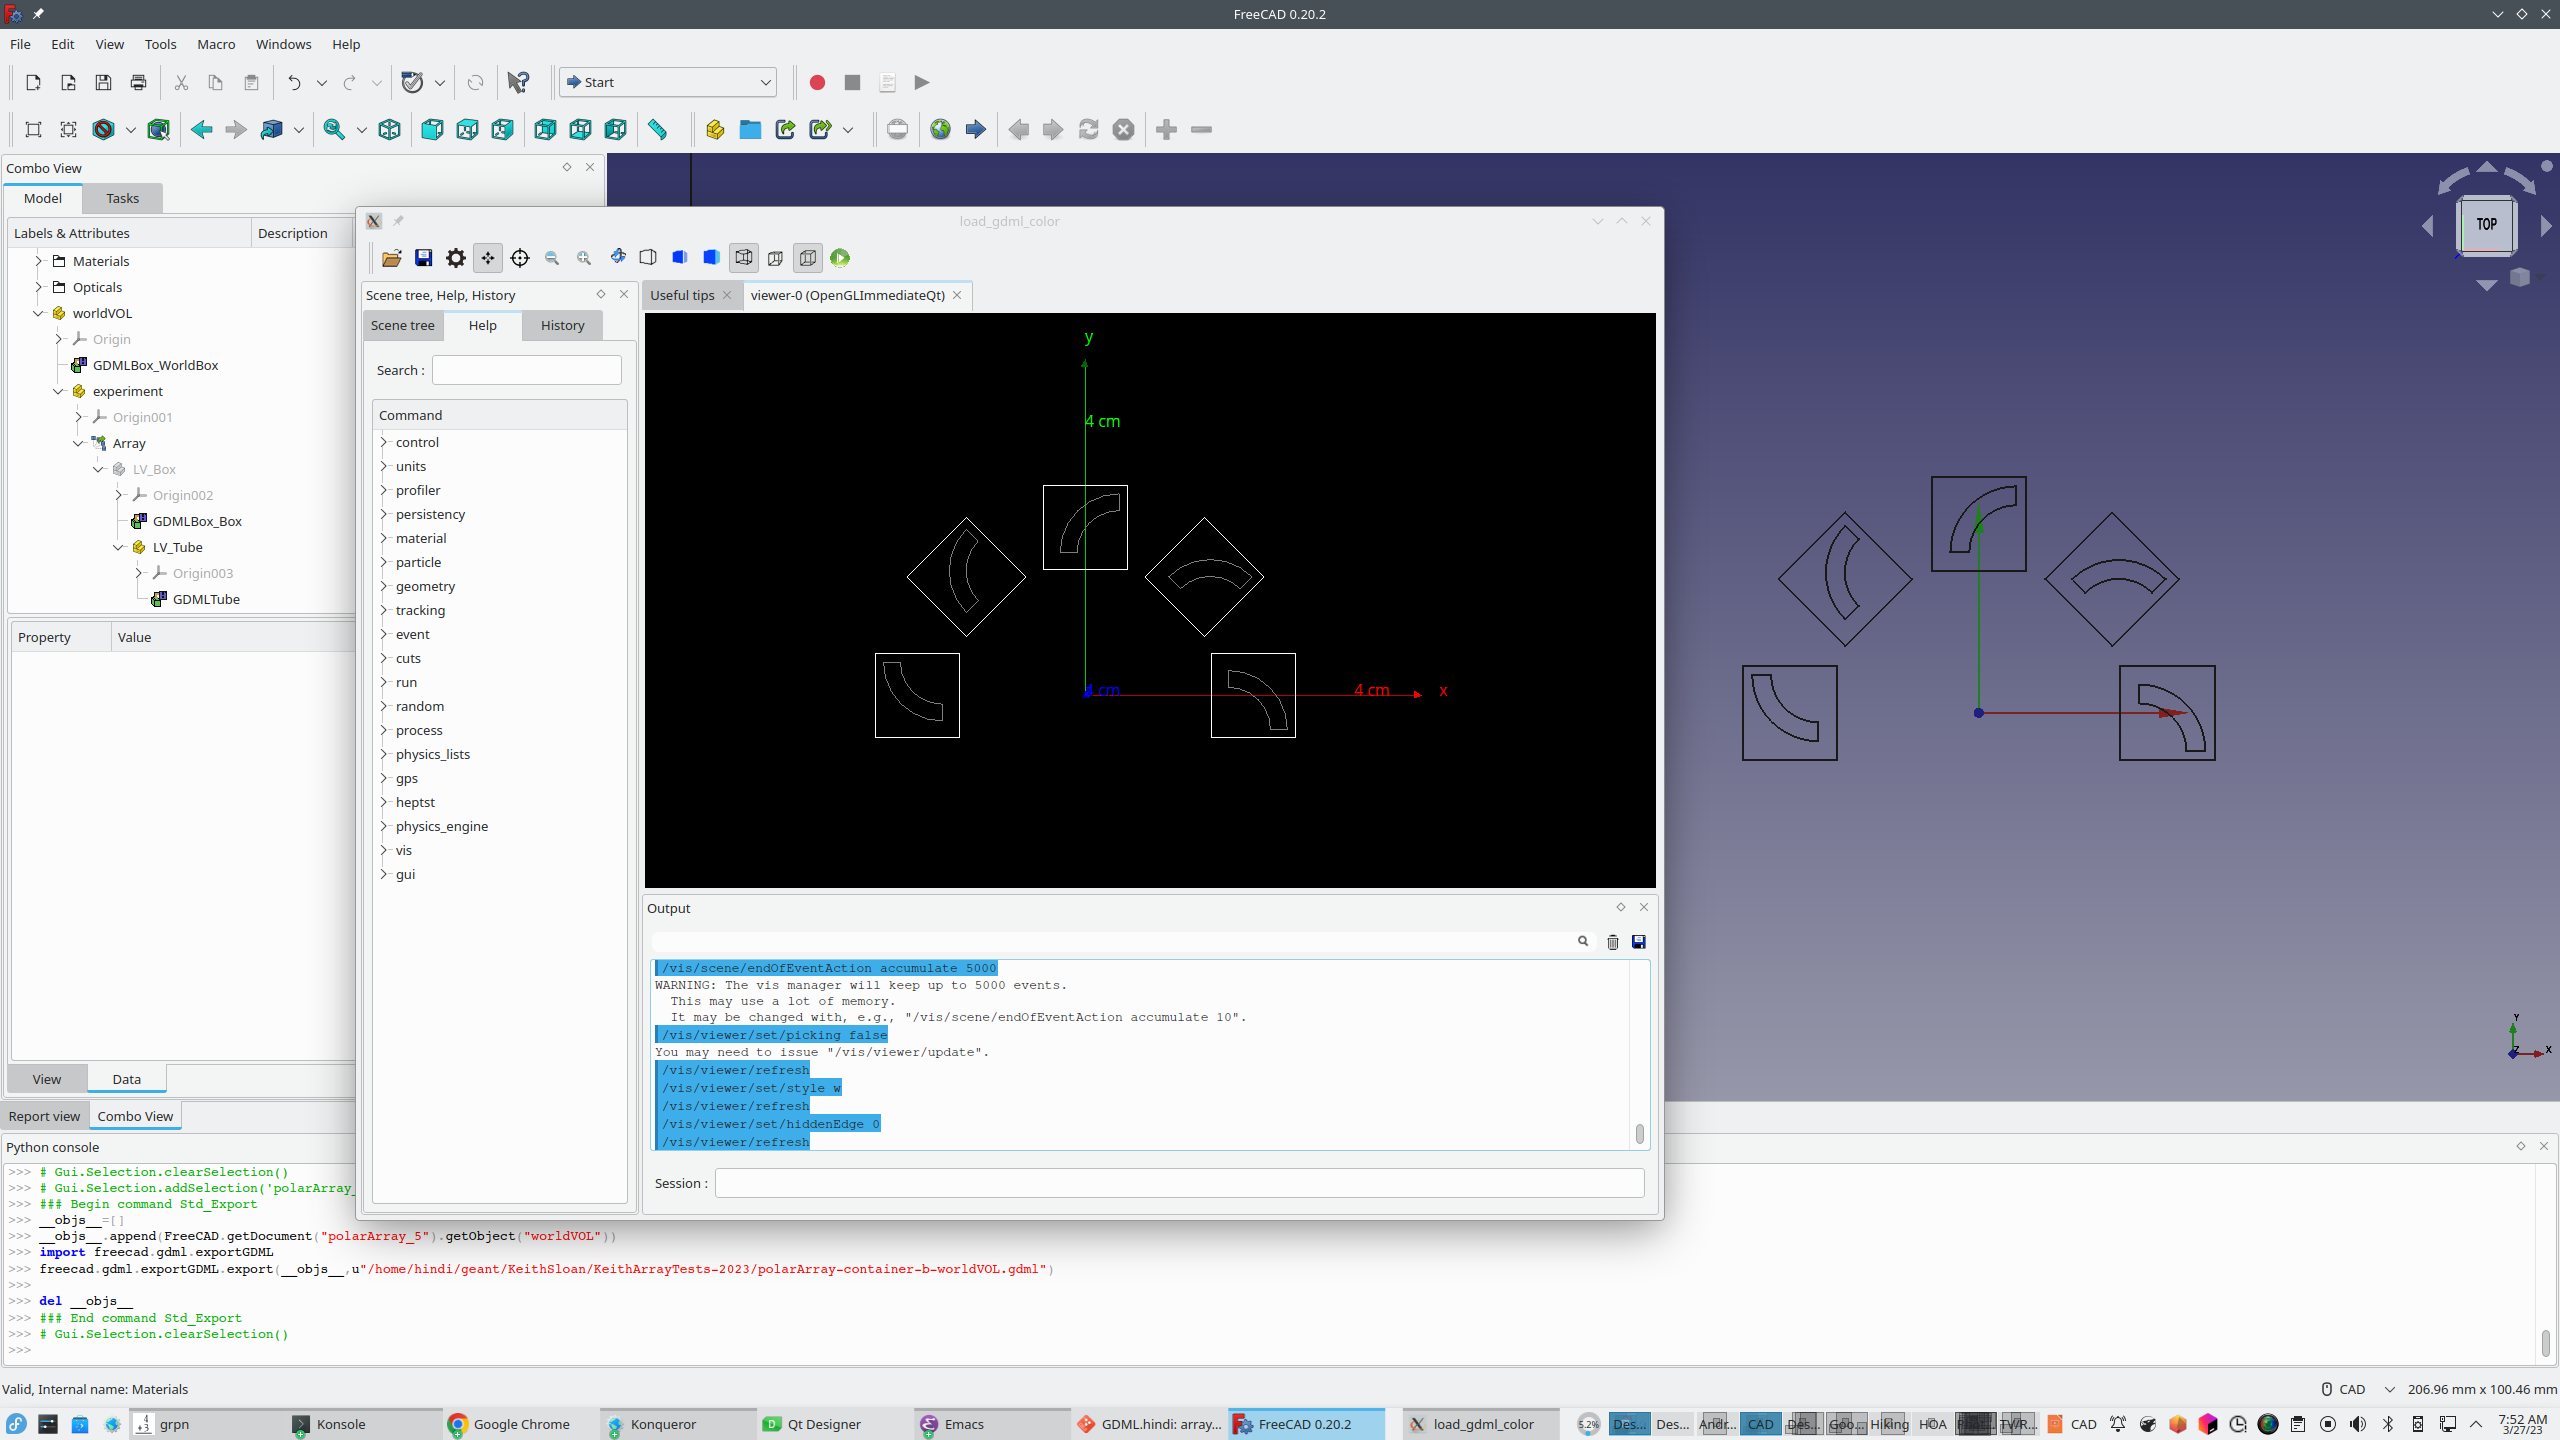 FreeCAD 0.20.2
File Edit View Tools Macro Windows Help
Start
Combo View
Model Tasks
Labels & Attributes Description
Materials
Opticals
worldVOL
Origin
GDMLBox_WorldBox
experiment
Origin001
Array
LV_Box
Origin002
GDMLBox_Box
LV_Tube
Origin003
GDMLTube
Property Value
View Data
Report view Combo View
load_gdml_color
Scene tree, Help, History
Scene tree Help History
Search :
Command
control
units
profiler
persistency
material
particle
geometry
tracking
event
cuts
run
random
process
physics_lists
gps
heptst
physics_engine
vis
gui
Useful tips viewer-0 (OpenGLImmediateQt)
y
4 cm
4 cm 4 cm x
Output
/vis/scene/endOfEventAction accumulate 5000
WARNING: The vis manager will keep up to 5000 events.
This may use a lot of memory.
It may be changed with, e.g., "/vis/scene/endOfEventAction accumulate 10".
/vis/viewer/set/picking false
You may need to issue "/vis/viewer/update".
/vis/viewer/refresh
/vis/viewer/set/style w
/vis/viewer/refresh
/vis/viewer/set/hiddenEdge 0
/vis/viewer/refresh
Session :
TOP
Y
Z X
Python console
>>> # Gui.Selection.clearSelection()
>>> # Gui.Selection.addSelection('polarArray_
>>> ### Begin command Std_Export
>>> __objs__=[]
>>> __objs__.append(FreeCAD.getDocument("polarArray_5").getObject("worldVOL"))
>>> import freecad.gdml.exportGDML
>>> freecad.gdml.exportGDML.export(__objs__,u"/home/hindi/geant/KeithSloan/KeithArrayTests-2023/polarArray-container-b-worldVOL.gdml")
>>>
>>> del __objs__
>>> ### End command Std_Export
>>> # Gui.Selection.clearSelection()
>>>
Valid, Internal name: Materials
CAD 206.96 mm x 100.46 mm
grpn Konsole Google Chrome Konqueror Qt Designer Emacs GDML.hindi: array... FreeCAD 0.20.2 load_gdml_color 5.2% Des... Des... Andr... CAD Des... Goo... Hiking HOA TV/R... CAD 7:52 AM
3/27/23